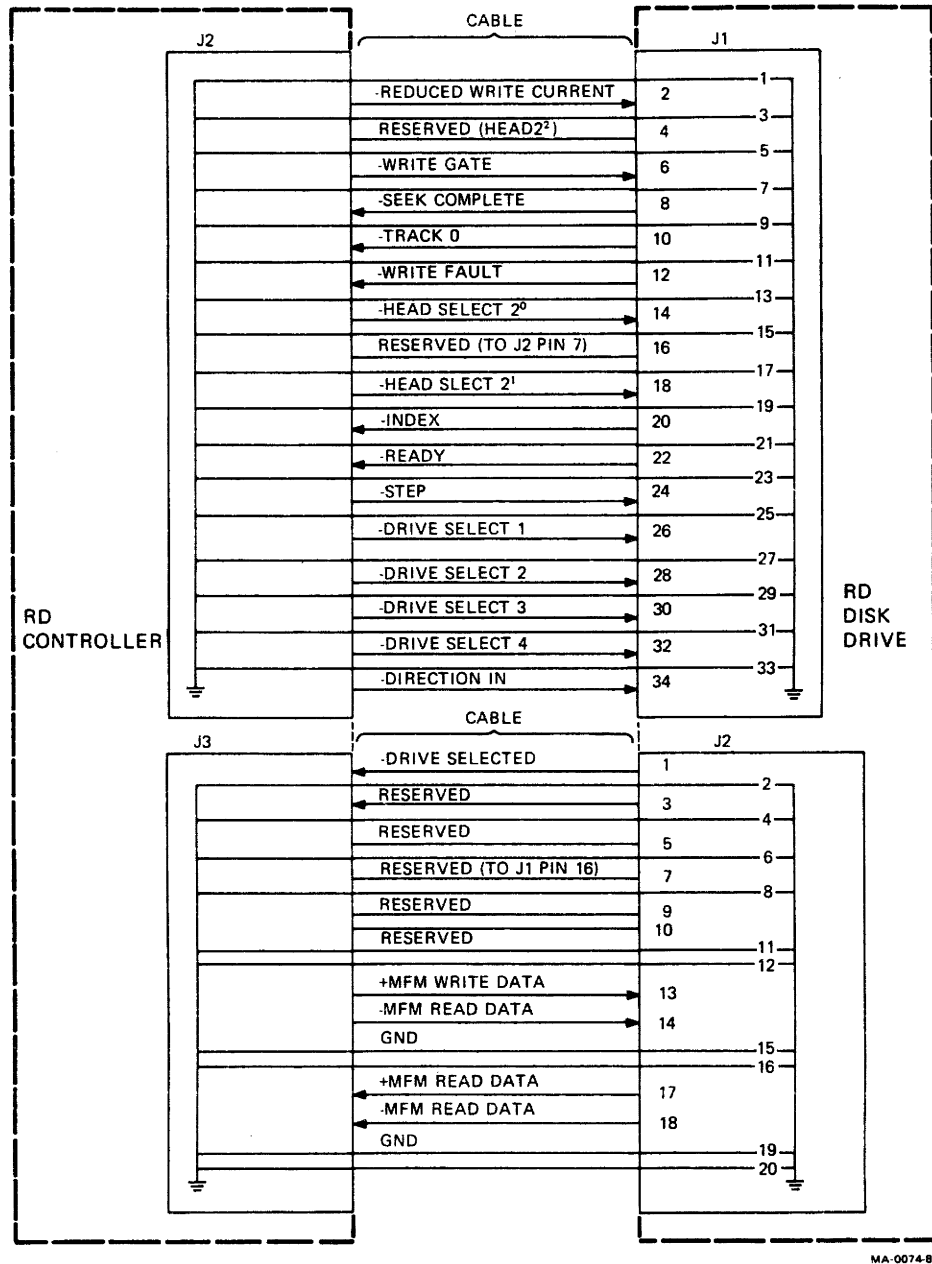 CABLE
J2
J1
1
-REDUCED WRITE CURRENT 2
3
RESERVED (HEAD2²) 4
5
-WRITE GATE 6
7
-SEEK COMPLETE 8
9
-TRACK 0 10
11
-WRITE FAULT 12
13
-HEAD SELECT 2⁰ 14
15
RESERVED (TO J2 PIN 7) 16
17
-HEAD SLECT 2¹ 18
19
-INDEX 20
21
-READY 22
23
-STEP 24
25
-DRIVE SELECT 1 26
27
-DRIVE SELECT 2 28
29
-DRIVE SELECT 3 30
31
-DRIVE SELECT 4 32
33
-DIRECTION IN 34
RD
CONTROLLER
RD
DISK
DRIVE
CABLE
J3
J2
-DRIVE SELECTED 1
2
RESERVED 3
4
RESERVED 5
6
RESERVED (TO J1 PIN 16) 7
8
RESERVED 9
10
RESERVED
11
12
+MFM WRITE DATA 13
-MFM READ DATA 14
GND
15
16
+MFM READ DATA 17
-MFM READ DATA 18
GND
19
20
MA-0074-8